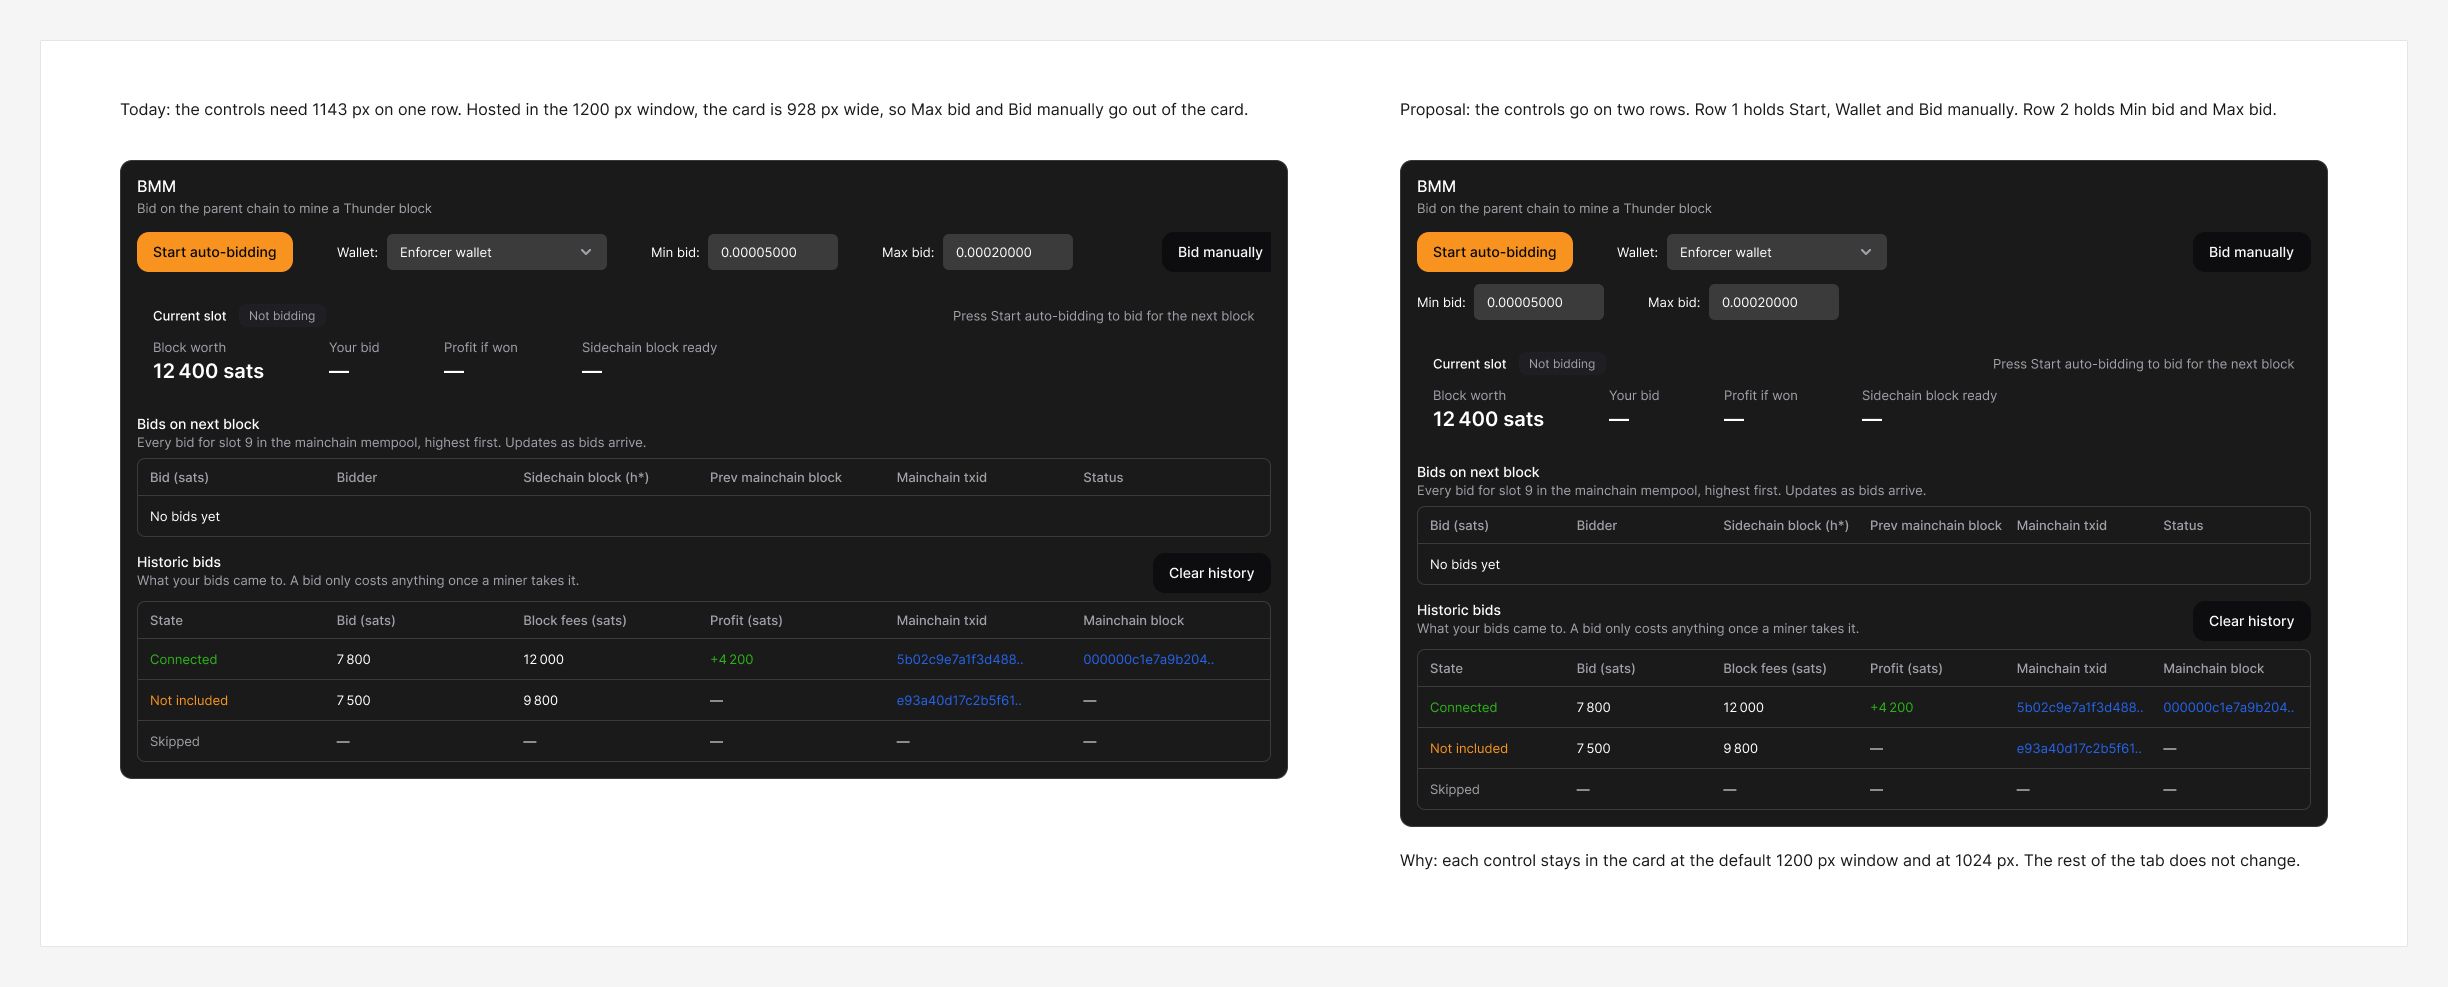 Today: the controls need 1143 px on one row. Hosted in the 1200 px window, the card is 928 px wide, so Max bid and Bid manually go out of the card.
BMM
Bid on the parent chain to mine a Thunder block
Start auto-bidding Wallet: Enforcer wallet Min bid: 0.00005000 Max bid: 0.00020000 Bid manually
Current slot Not bidding Press Start auto-bidding to bid for the next block
Block worth Your bid Profit if won Sidechain block ready
12 400 sats — — —
Bids on next block
Every bid for slot 9 in the mainchain mempool, highest first. Updates as bids arrive.
Bid (sats) Bidder Sidechain block (h*) Prev mainchain block Mainchain txid Status
No bids yet
Historic bids
What your bids came to. A bid only costs anything once a miner takes it.
Clear history
State Bid (sats) Block fees (sats) Profit (sats) Mainchain txid Mainchain block
Connected 7 800 12 000 +4 200 5b02c9e7a1f3d488.. 000000c1e7a9b204..
Not included 7 500 9 800 — e93a40d17c2b5f61.. —
Skipped — — — — —
Proposal: the controls go on two rows. Row 1 holds Start, Wallet and Bid manually. Row 2 holds Min bid and Max bid.
BMM
Bid on the parent chain to mine a Thunder block
Start auto-bidding Wallet: Enforcer wallet Bid manually
Min bid: 0.00005000 Max bid: 0.00020000
Current slot Not bidding Press Start auto-bidding to bid for the next block
Block worth Your bid Profit if won Sidechain block ready
12 400 sats — — —
Bids on next block
Every bid for slot 9 in the mainchain mempool, highest first. Updates as bids arrive.
Bid (sats) Bidder Sidechain block (h*) Prev mainchain block Mainchain txid Status
No bids yet
Historic bids
What your bids came to. A bid only costs anything once a miner takes it.
Clear history
State Bid (sats) Block fees (sats) Profit (sats) Mainchain txid Mainchain block
Connected 7 800 12 000 +4 200 5b02c9e7a1f3d488.. 000000c1e7a9b204..
Not included 7 500 9 800 — e93a40d17c2b5f61.. —
Skipped — — — — —
Why: each control stays in the card at the default 1200 px window and at 1024 px. The rest of the tab does not change.